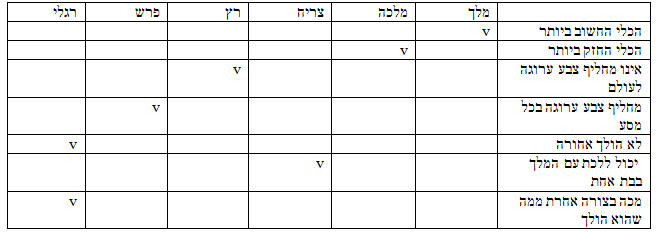 מלך מלכה צריח רץ פרש רגלי
הכלי החשוב ביותר v
הכלי החזק ביותר v
אינו מחליף צבע ערוגה v
לעולם
מחליף צבע ערוגה בכל v
מסע
לא הולך אחורה v
יכול ללכת עם המלך v
בבת אחת
מכה בצורה אחרת ממה v
שהוא הולך